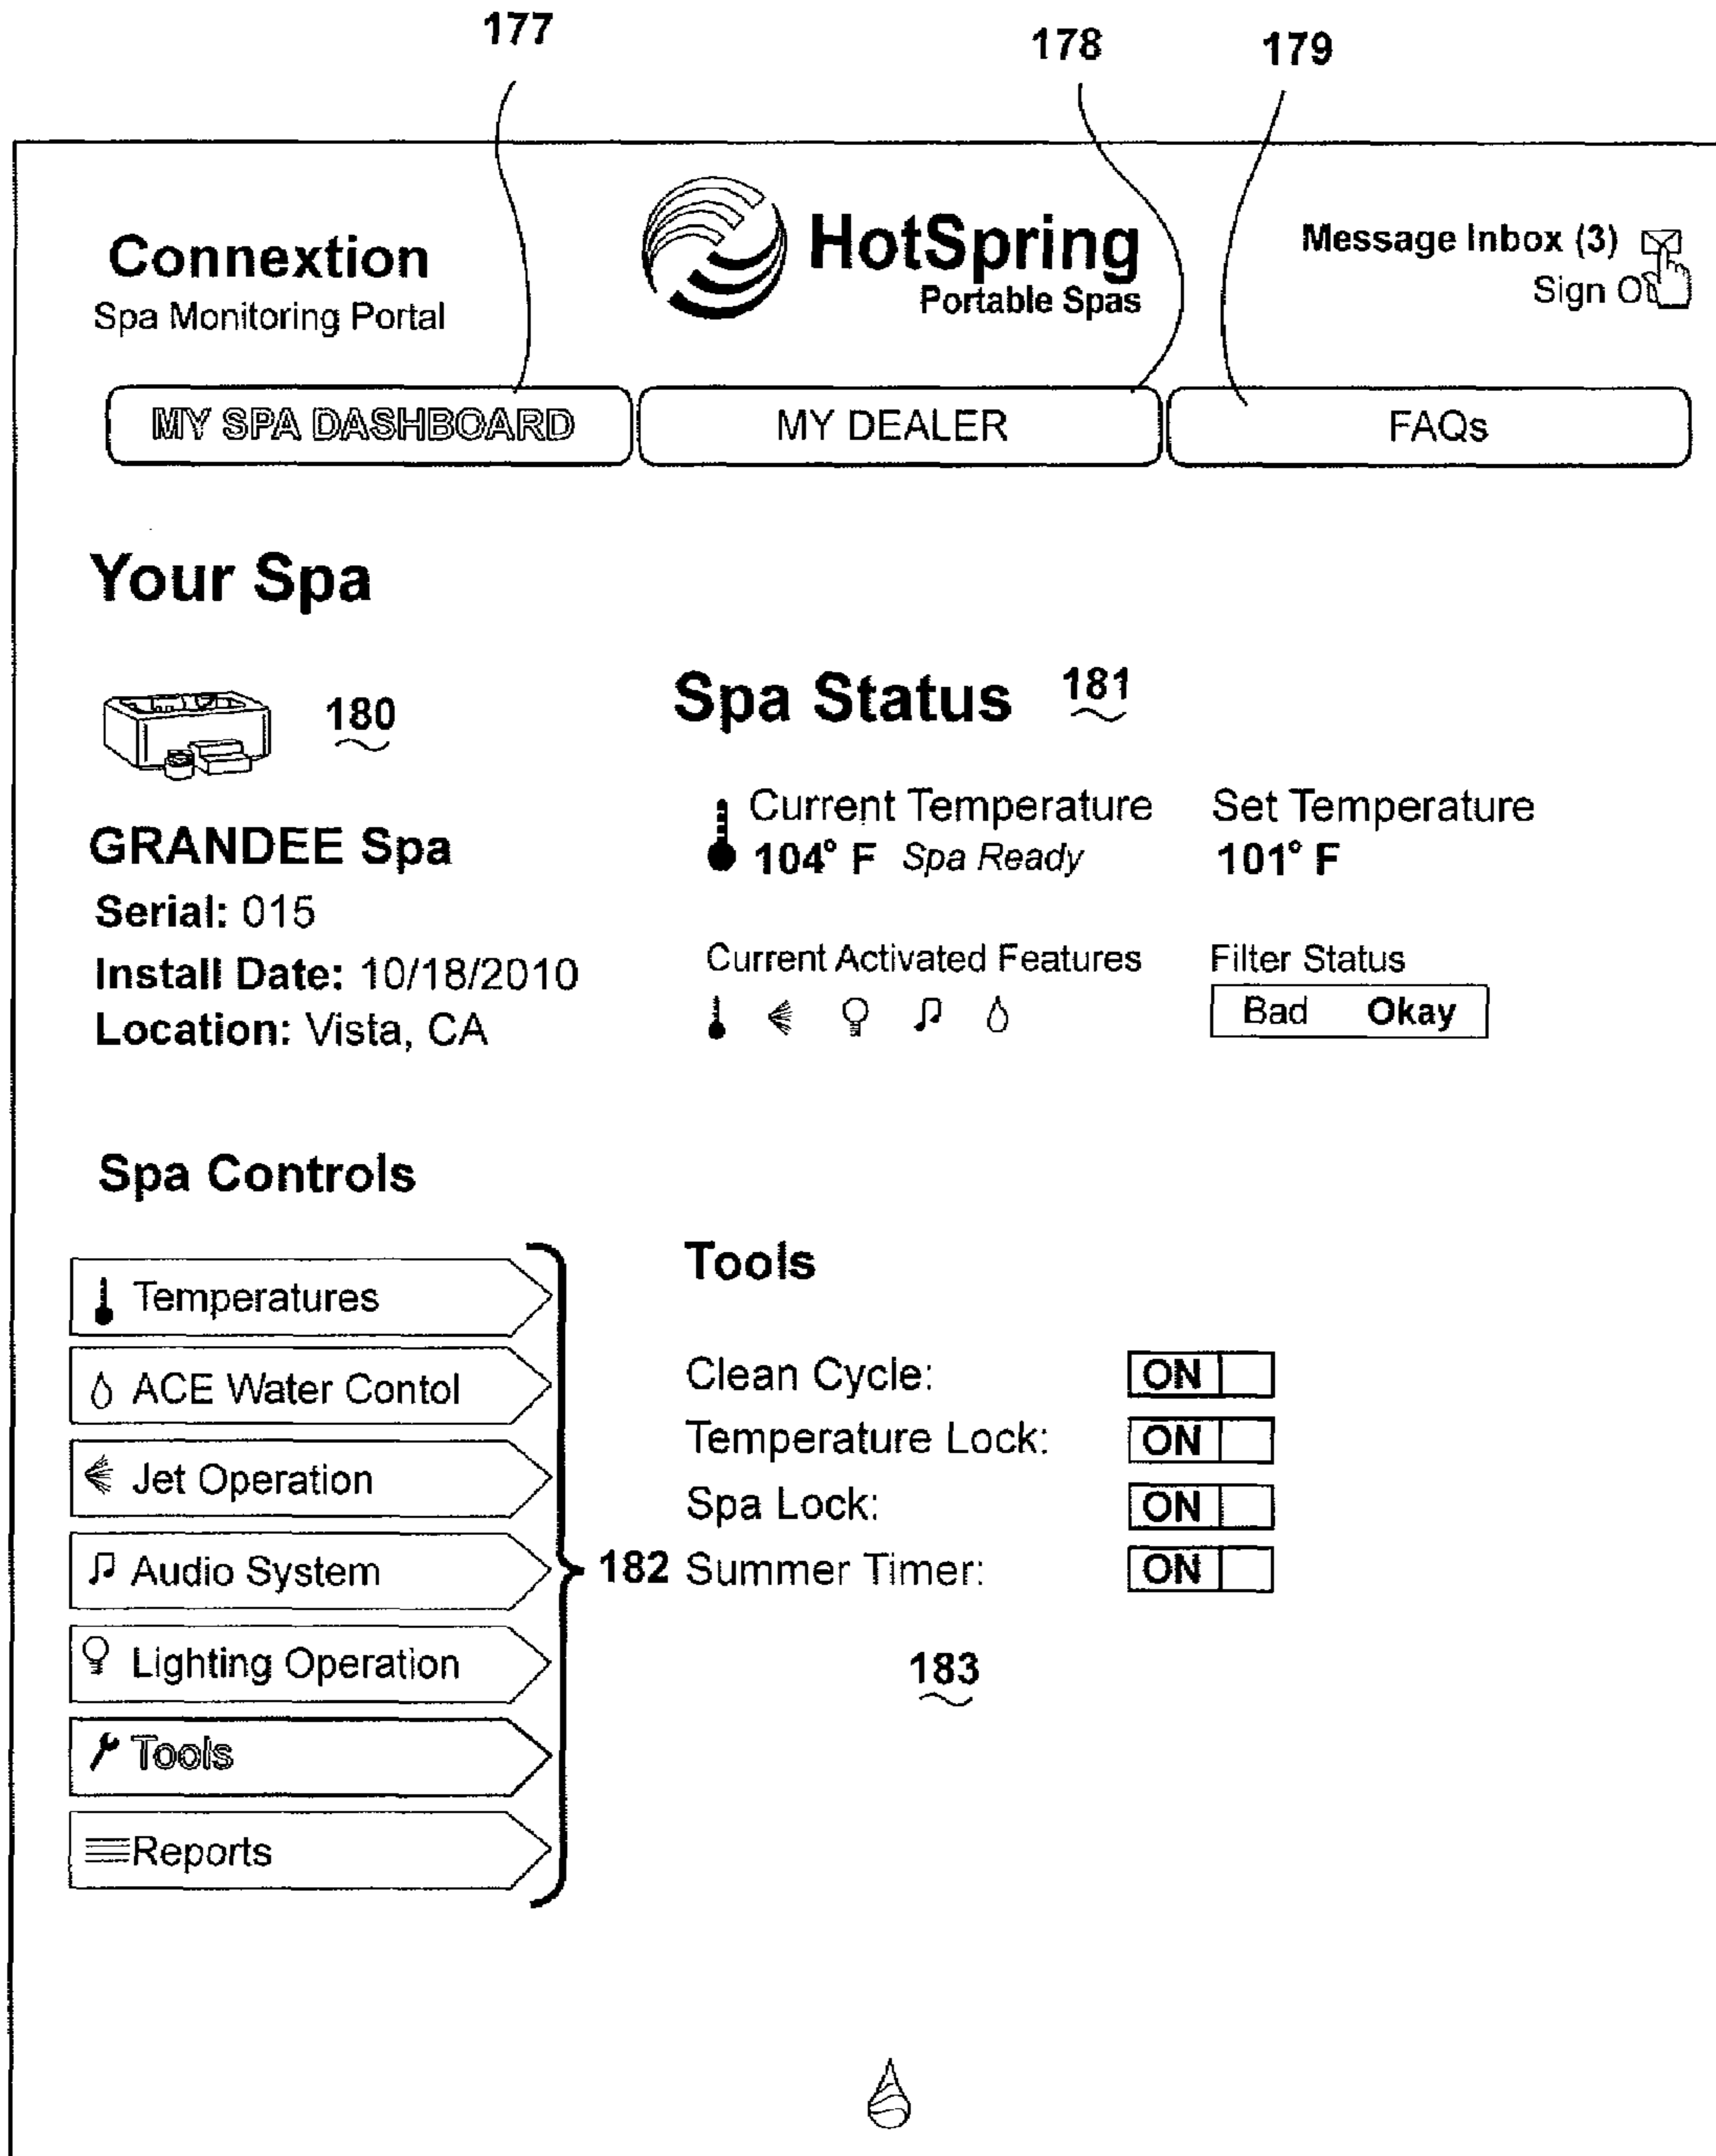 177
178
179
Connextion
Spa Monitoring Portal
HotSpring
Portable Spas
Message Inbox (3)
Sign
MY SPA DASHBOARD
MY DEALER
FAQs
Your Spa
180
GRANDEE Spa
Serial: 015
Install Date: 10/18/2010
Location: Vista, CA
Spa Status 181
Current Temperature
104° F Spa Ready
Set Temperature
101° F
Current Activated Features
Filter Status
Bad Okay
Spa Controls
Temperatures
ACE Water Contol
Jet Operation
Audio System
Lighting Operation
Tools
Reports
182
Tools
Clean Cycle: ON
Temperature Lock: ON
Spa Lock: ON
Summer Timer: ON
183